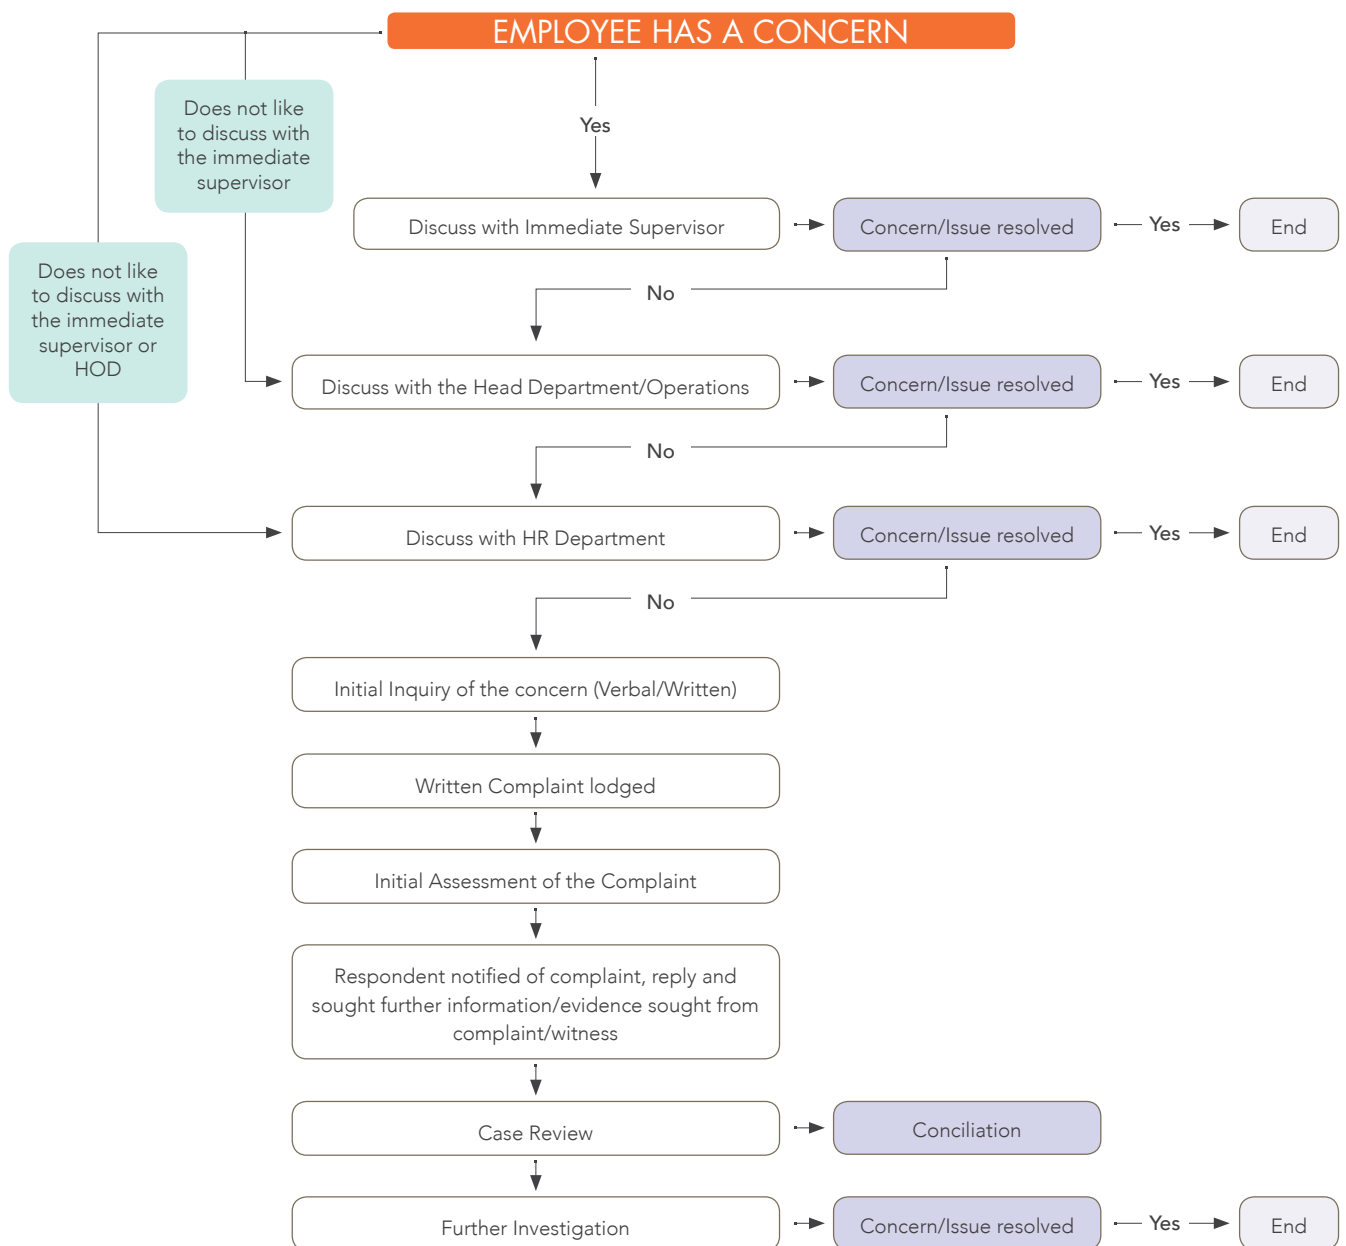 EMPLOYEE HAS A CONCERN
Does not like
to discuss with
the immediate
supervisor
Yes
Discuss with Immediate Supervisor
Concern/Issue resolved
Yes
End
Does not like
to discuss with
the immediate
supervisor or
HOD
No
Discuss with the Head Department/Operations
Concern/Issue resolved
Yes
End
No
Discuss with HR Department
Concern/Issue resolved
Yes
End
No
Initial Inquiry of the concern (Verbal/Written)
Written Complaint lodged
Initial Assessment of the Complaint
Respondent notified of complaint, reply and
sought further information/evidence sought from
complaint/witness
Case Review
Conciliation
Further Investigation
Concern/Issue resolved
Yes
End